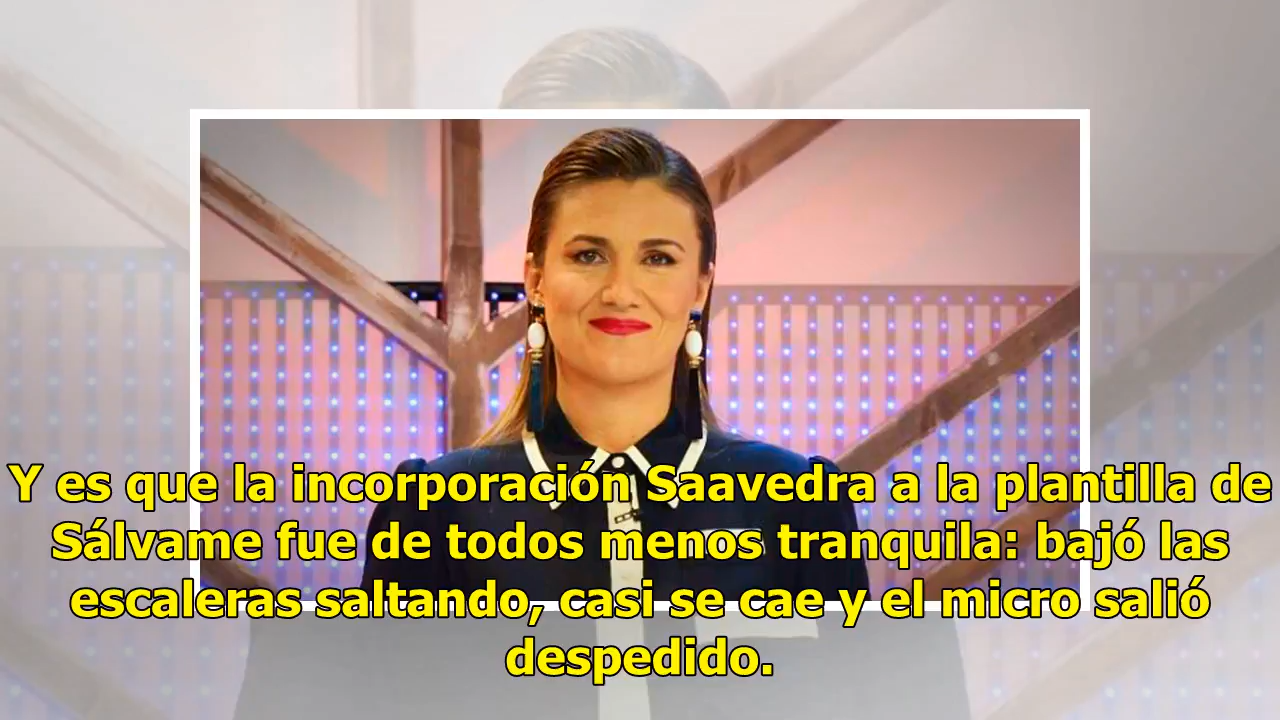 Y es que la incorporación Saavedra a la plantilla de
Sálvame fue de todos menos tranquila: bajó las
escaleras saltando, casi se cae y el micro salió
despedido.